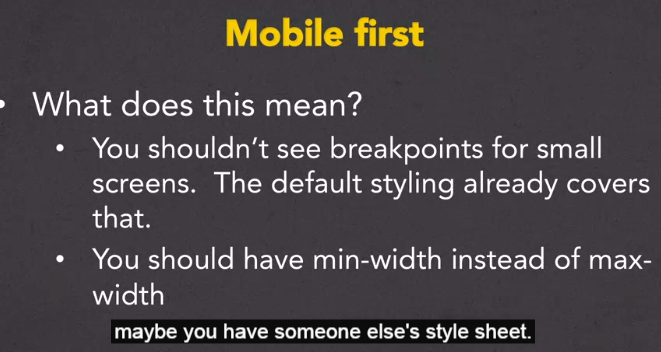 Mobile first
• What does this mean?
• You shouldn't see breakpoints for small
screens. The default styling already covers
that.
• You should have min-width instead of max-
width
maybe you have someone else's style sheet.